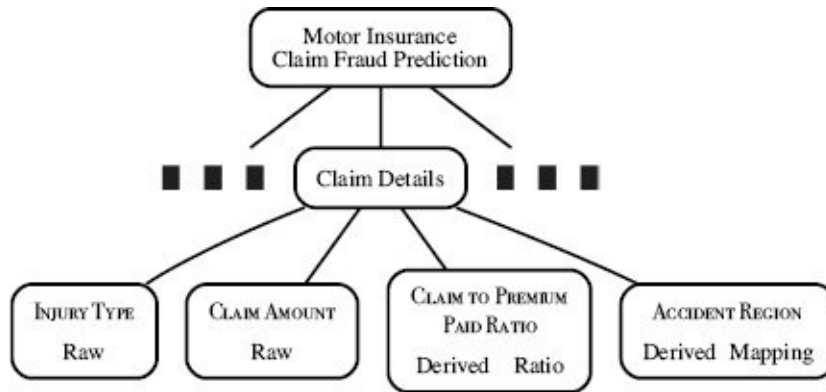 Motor Insurance
Claim Fraud Prediction
Claim Details
INJURY TYPE
Raw
CLAIM AMOUNT
Raw
CLAIM TO PREMIUM
PAID RATIO
Derived Ratio
ACCIDENT REGION
Derived Mapping